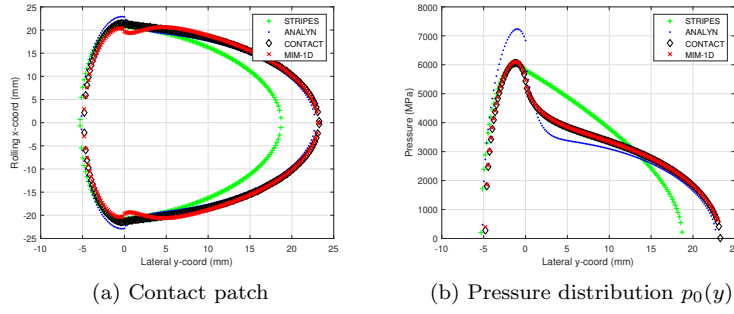 25
20
15
10
5
0
-5
-10
-15
-20
-25
Rolling x-coord (mm)
-10 -5 0 5 10 15 20 25
Lateral y-coord (mm)
STRIPES
ANALYN
CONTACT
MIM-1D
(a) Contact patch
8000
7000
6000
5000
4000
3000
2000
1000
0
Pressure (MPa)
-10 -5 0 5 10 15 20 25
Lateral y-coord (mm)
STRIPES
ANALYN
CONTACT
MIM-1D
(b) Pressure distribution p₀(y)